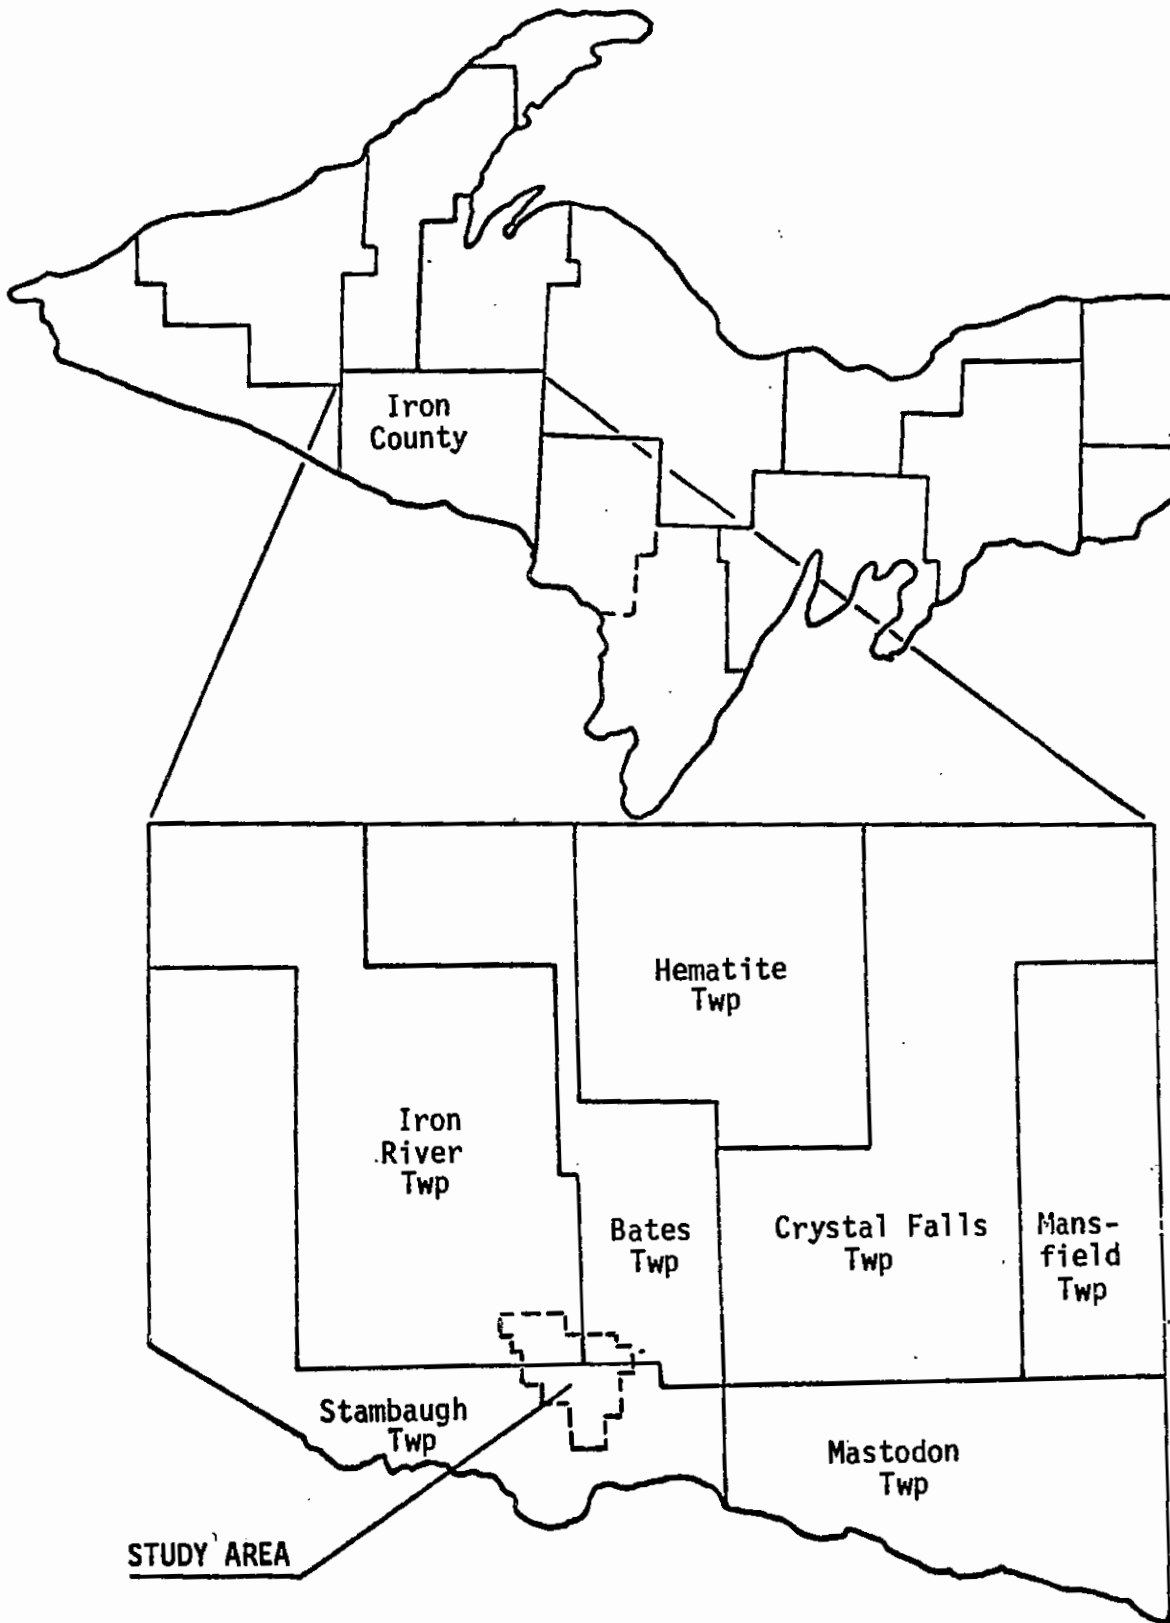 Iron
County
Hematite
Twp
Iron
River
Twp
Bates
Twp
Crystal Falls
Twp
Mans-
field
Twp
Stambaugh
Twp
Mastodon
Twp
STUDY AREA